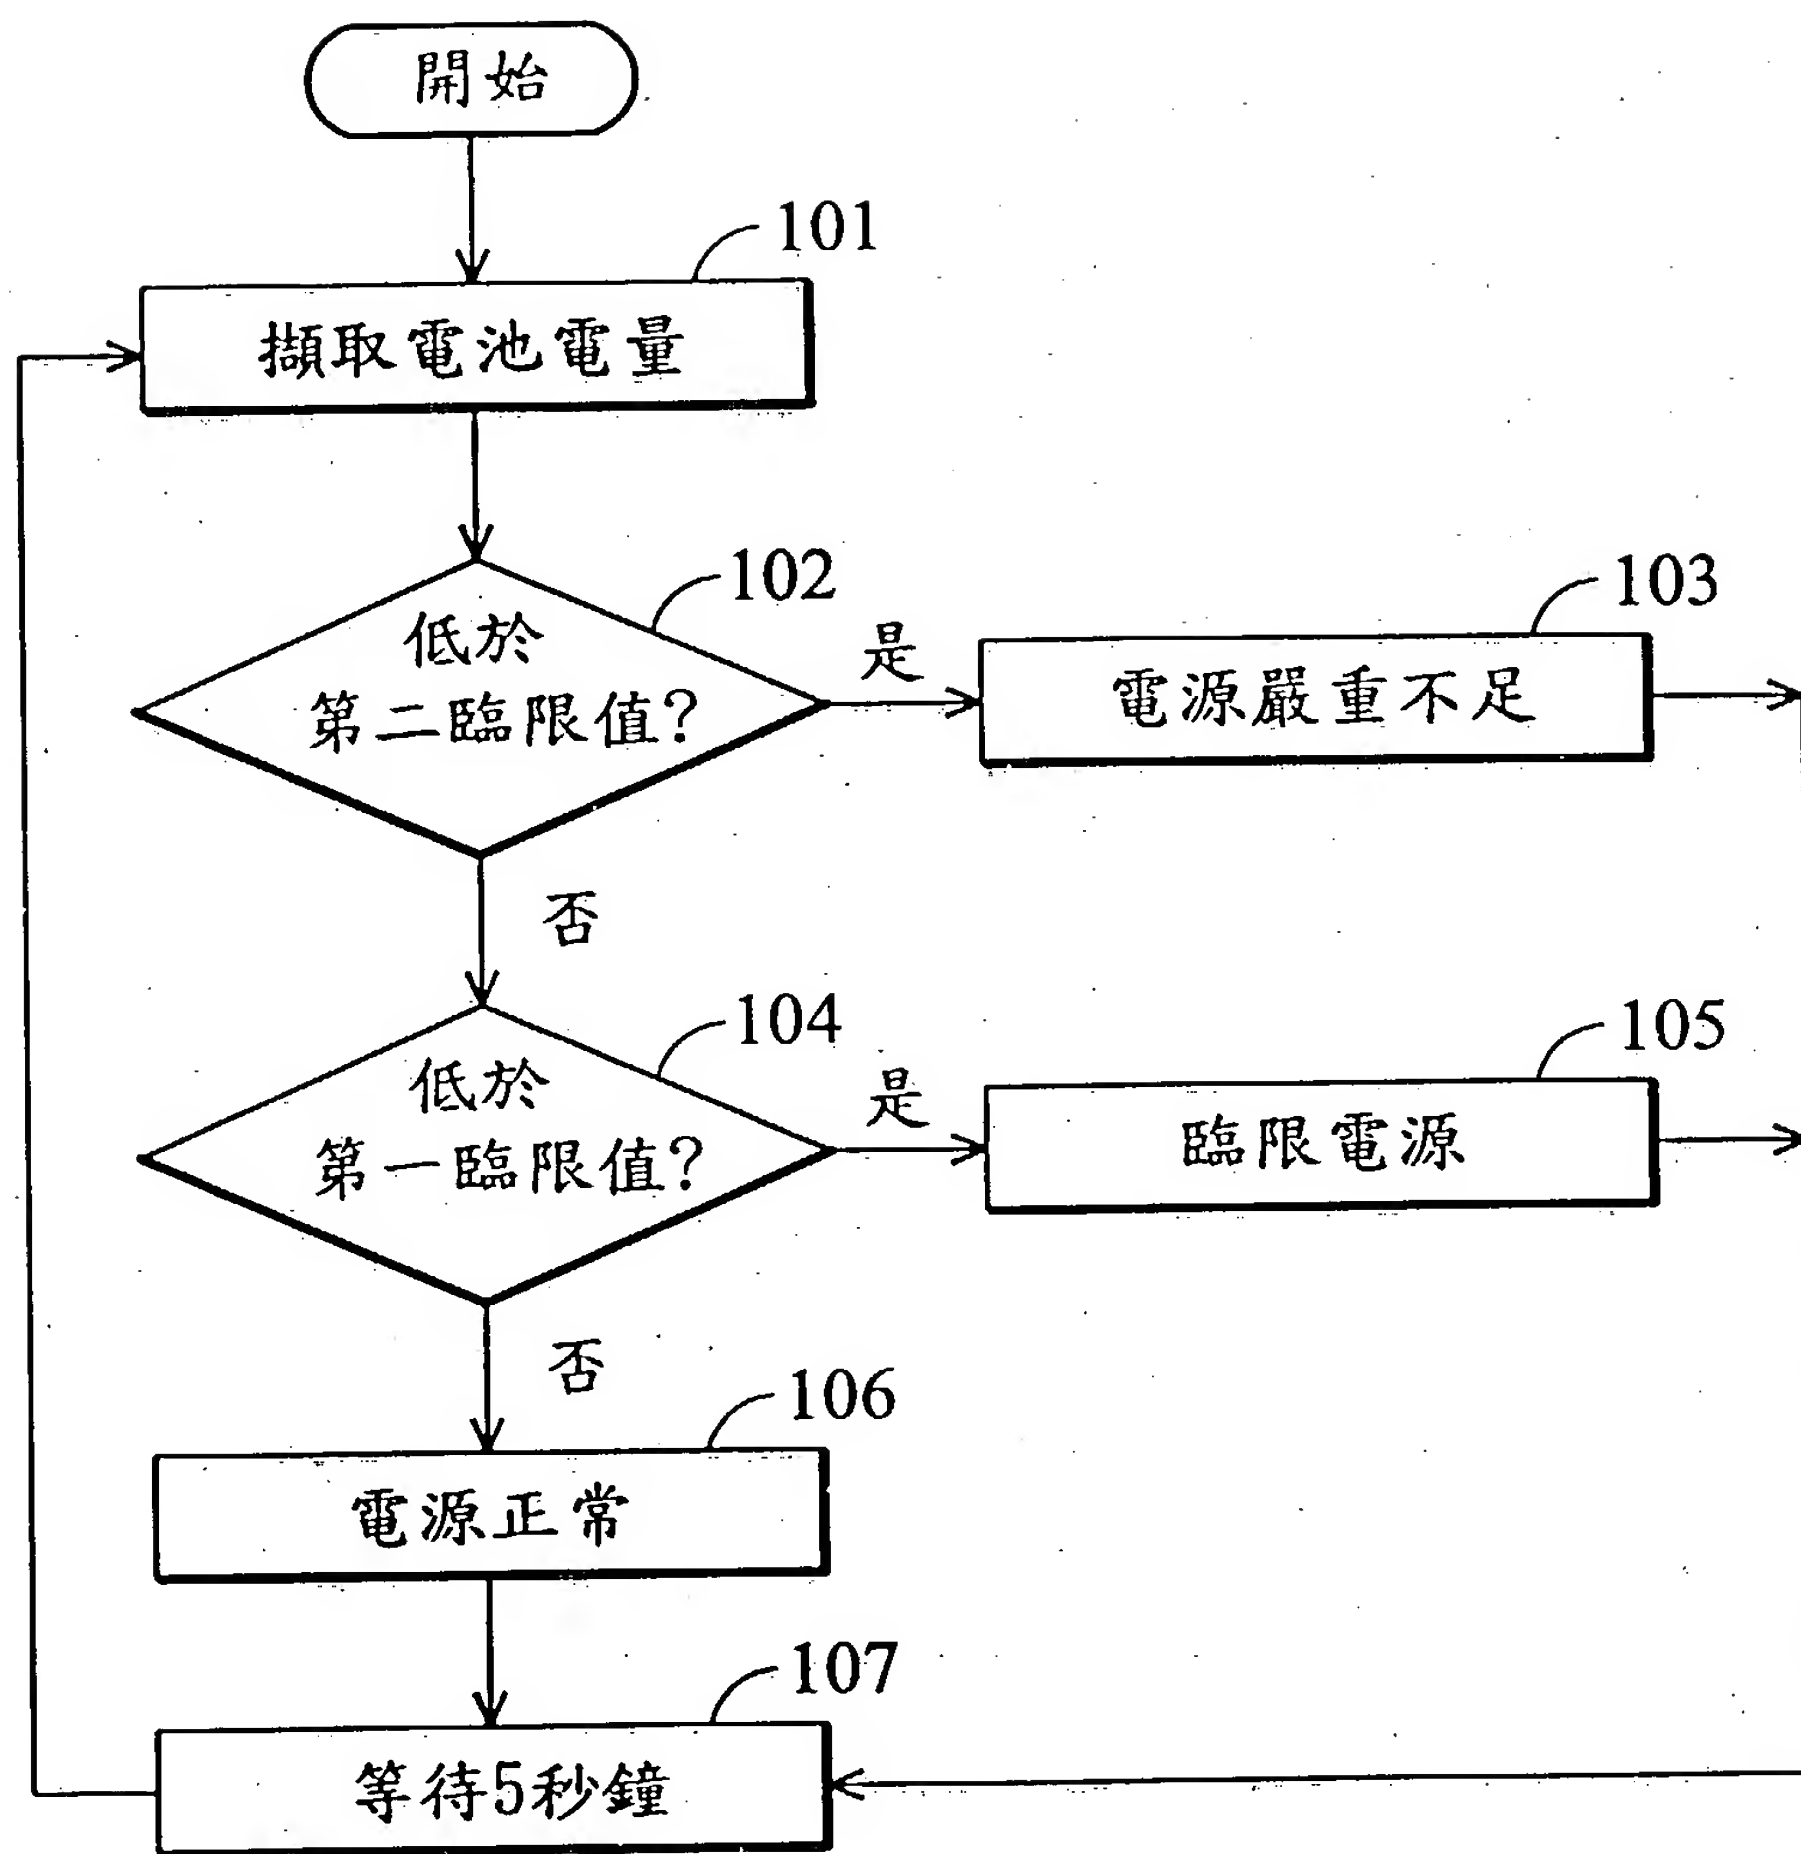 開始
101
擷取電池電量
102
低於
第二臨限值?
是
103
電源嚴重不足
否
104
低於
第一臨限值?
是
105
臨限電源
否
106
電源正常
107
等待5秒鐘